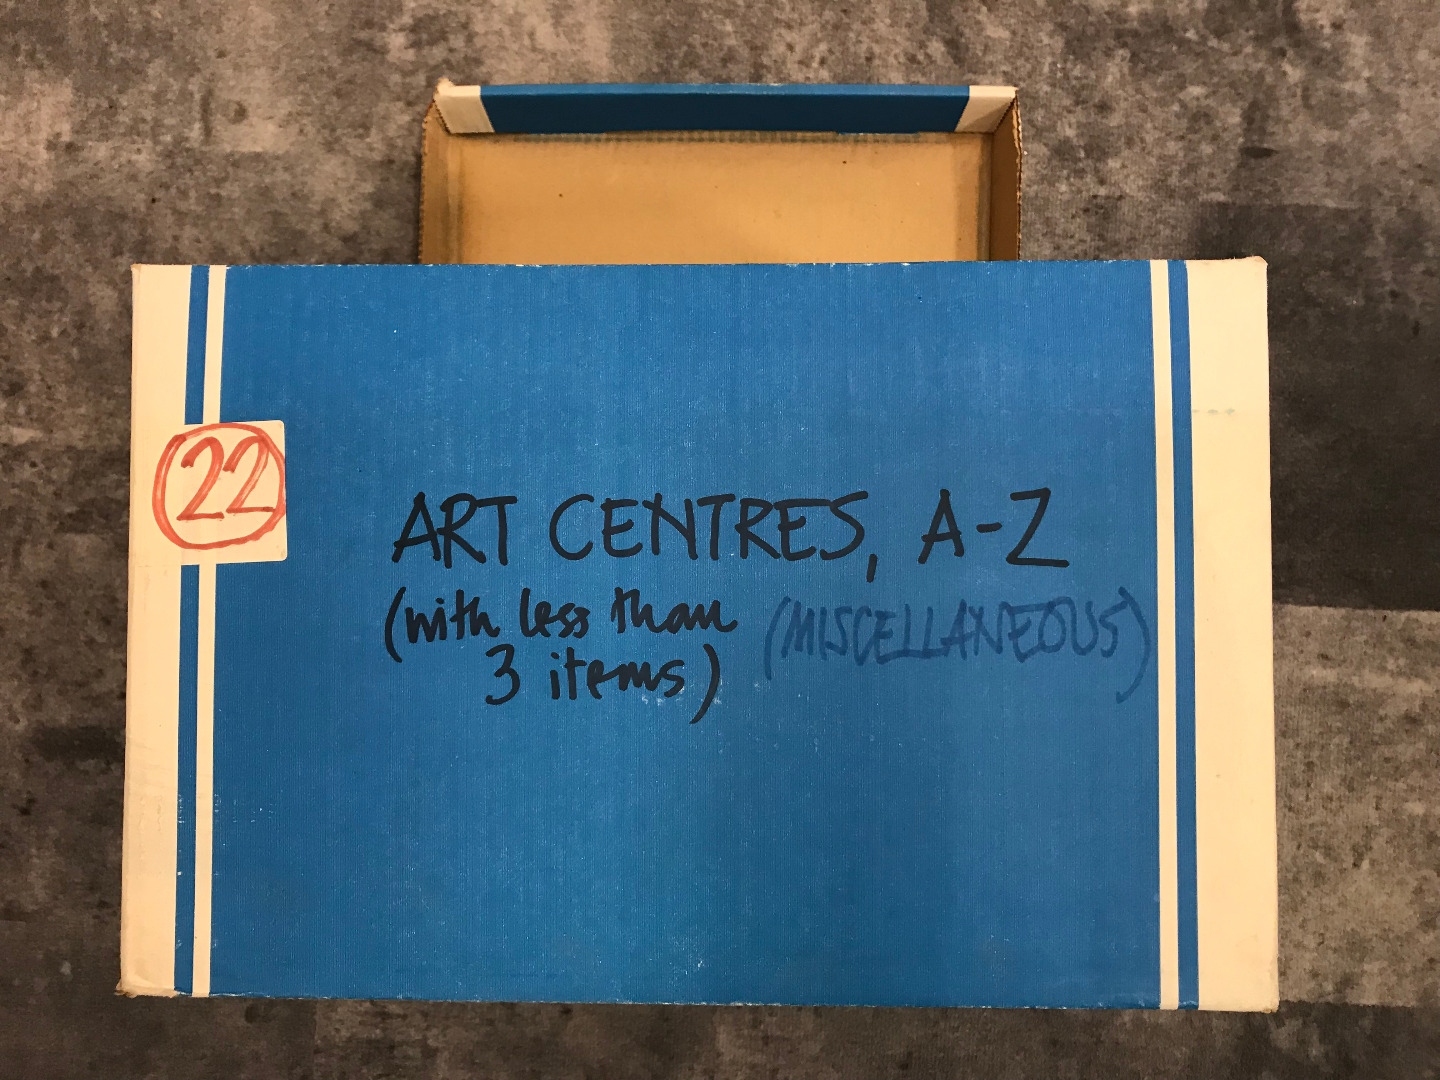 22
ART CENTRES, A-Z
(with less than
3 items)
(MISCELLANEOUS)